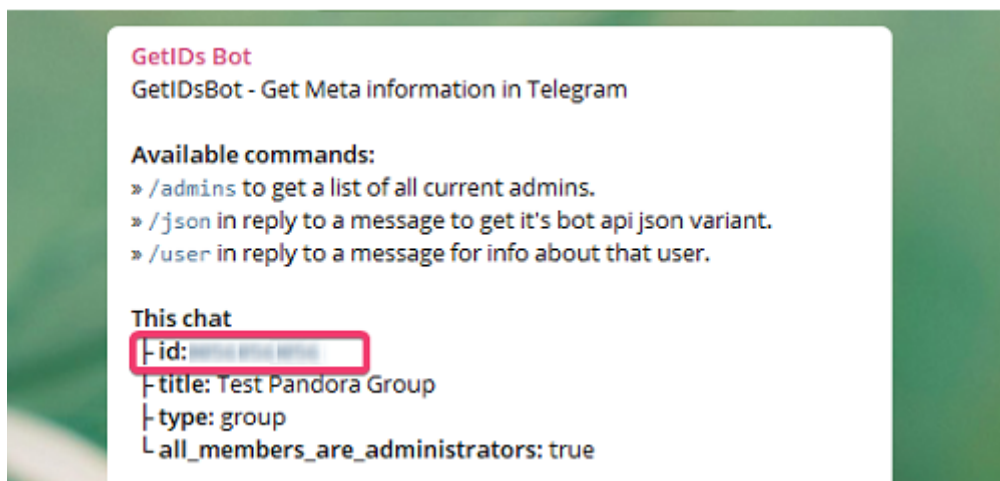 GetIDs Bot
GetIDsBot - Get Meta information in Telegram
Available commands:
» /admins to get a list of all current admins.
» /json in reply to a message to get it's bot api json variant.
» /user in reply to a message for info about that user.
This chat
├ id:
├ title: Test Pandora Group
├ type: group
└ all_members_are_administrators: true